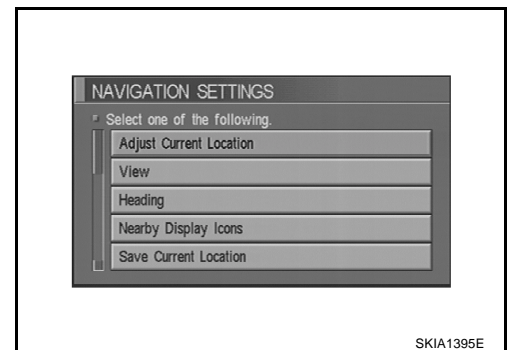 NAVIGATION SETTINGS
Select one of the following.
Adjust Current Location
View
Heading
Nearby Display Icons
Save Current Location
SKIA1395E